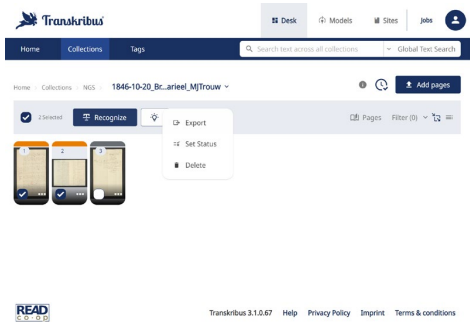 Transkribus
Desk
Models
Sites
Jobs
Home
Collections
Tags
Search text across all collections
Global Text Search
Home / Collections / NGS / 1846-10-20_Br...arieel_MJTrouw
Add pages
2 Selected
Recognize
Export
Set Status
Delete
Pages
Filter (0)
1
2
3
READ
CO·OP
Transkribus 3.1.0.67 Help Privacy Policy Imprint Terms & conditions